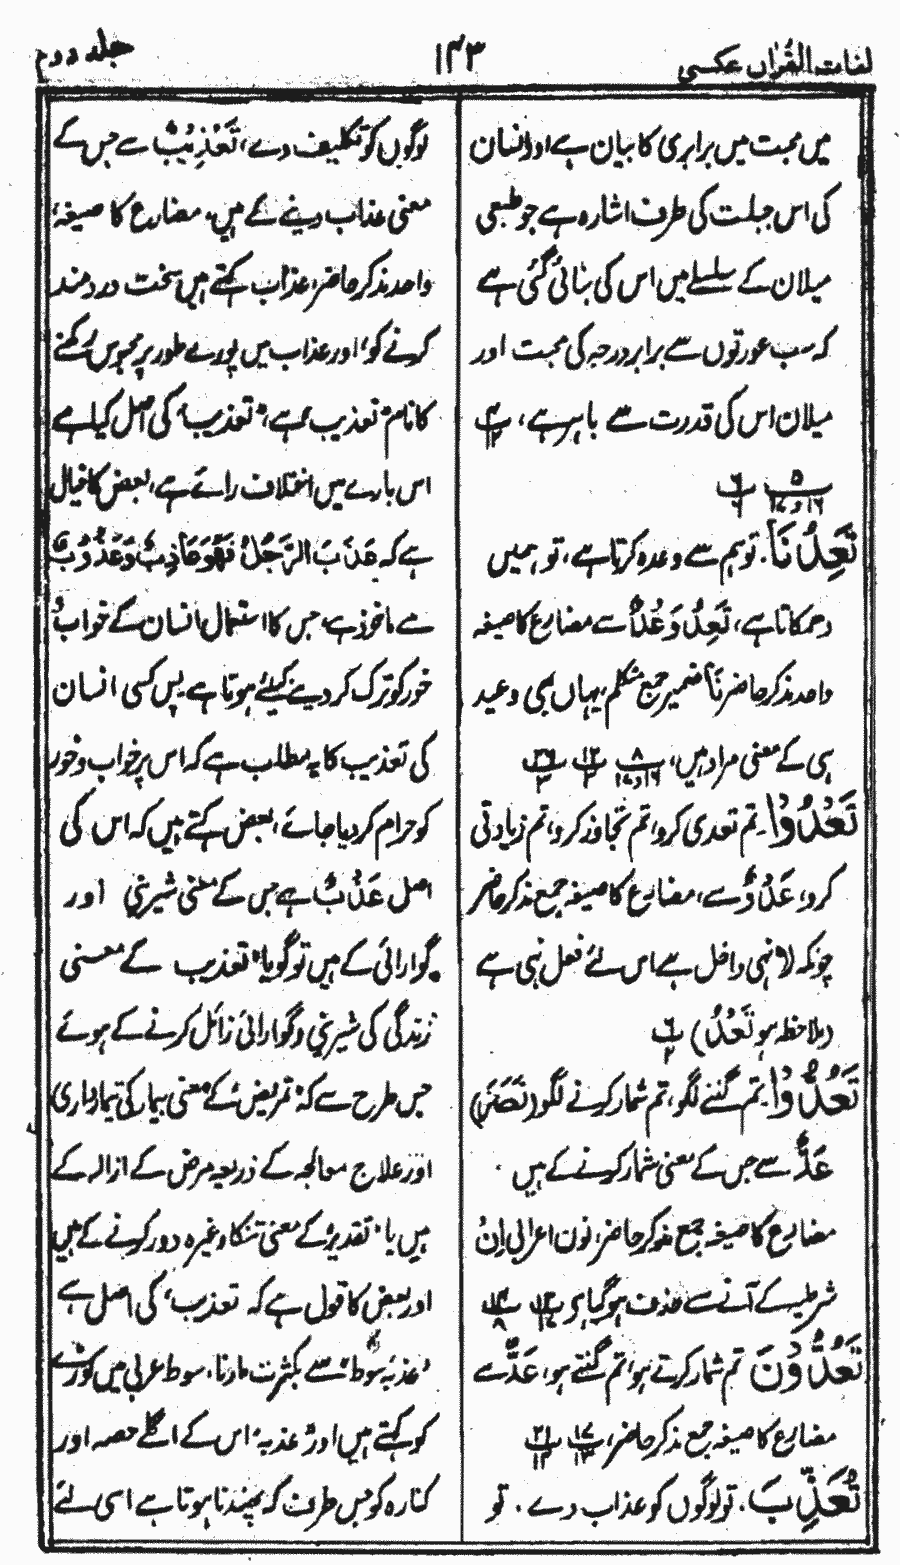 لغات القرآن عکسی
۱۴۳
جلد دوم
میں محبت میں برابری کا بیان ہے اور انسان
کی اس جبلت کی طرف اشارہ ہے جو طبعی
میلان کے سلسلے میں اس کی بنائی گئی ہے
کہ سب عورتوں سے برابر درجہ کی محبت اور
میلان اس کی قدرت سے باہر ہے،
تَعِدُنَا. تو ہم سے وعدہ کرتا ہے، تو ہمیں
دھمکاتا ہے، تَعِدُ وَعْدٌ سے مضارع کا صیغہ
واحد مذکر حاضر نَا ضمیر جمع متکلم، یہاں بھی وعید
ہی کے معنی مراد ہیں،
تَعْدُوْا۔ تم تعدی کرو، تم تجاوز کرو، تم زیادتی
کرو، عَدْوٌ سے، مضارع کا صیغہ جمع مذکر حاضر
چونکہ لا نہی داخل ہے اس لئے فعل نہی ہے
(ملاحظہ ہو تَعْدُ)
تَعُدُّوْا۔ تم گننے لگو، تم شمار کرنے لگو (نَصَرَ)
عَدٌّ سے جس کے معنی شمار کرنے کے ہیں
مضارع کا صیغہ جمع مذکر حاضر، نون اعرابی اِنْ
شرطیہ کے آنے سے حذف ہوگیا ہے
تَعُدُّوْنَ تم شمار کرتے ہو، تم گنتے ہو، عَدٌّ سے
مضارع کا صیغہ جمع مذکر حاضر،
تُعَذِّبَ. تو لوگوں کو عذاب دے. تو
لوگوں کو تکلیف دے، تَعْذِیْبٌ سے جس کے
معنی عذاب دینے کے ہیں، مضارع کا صیغہ
واحد مذکر حاضر، عذاب کہتے ہیں سخت درد مند
کرنے کو، اور عذاب میں پورے طور پر محبوس رکھنے
کا نام "تعذیب" ہے، "تعذیب" کی اصل کیا ہے
اس بارے میں اختلاف رائے ہے، بعض کا خیال
ہے کہ عَذَبَ الرَّجُلُ فَهُوَ عَاذِبٌ وَعَذُوْبٌ
سے ماخوذ ہے، جس کا استعمال انسان کے خواب و
خور کو ترک کر دینے کیلئے ہوتا ہے پس کسی انسان
کی تعذیب کا یہ مطلب ہے کہ اس پر خواب و خور
کو حرام کر دیا جائے، بعض کہتے ہیں کہ اس کی
اصل عَذْبٌ ہے جس کے معنی شیرینی اور
گوارائی کے ہیں تو گویا "تعذیب" کے معنی
زندگی کی شیرینی و گوارائی زائل کرنے کے ہوئے
جس طرح سے کہ "تمریض" کے معنی بیمار کی تیمارداری،
اور علاج معالجہ کے ذریعہ مرض کے ازالہ کے
ہیں یا "تقذیہ" کے معنی تنکا وغیرہ دور کرنے کے ہیں
اور بعض کا قول ہے کہ تعذیب، کی اصل ہے
"عذبۂ سوط" سے بکثرت مارنا، سوط عربی میں کوڑے
کو کہتے ہیں اور "عذبہ" اس کے اگلے حصہ اور
کنارہ کو جس طرف کہ پھندنا ہوتا ہے اسی لئے